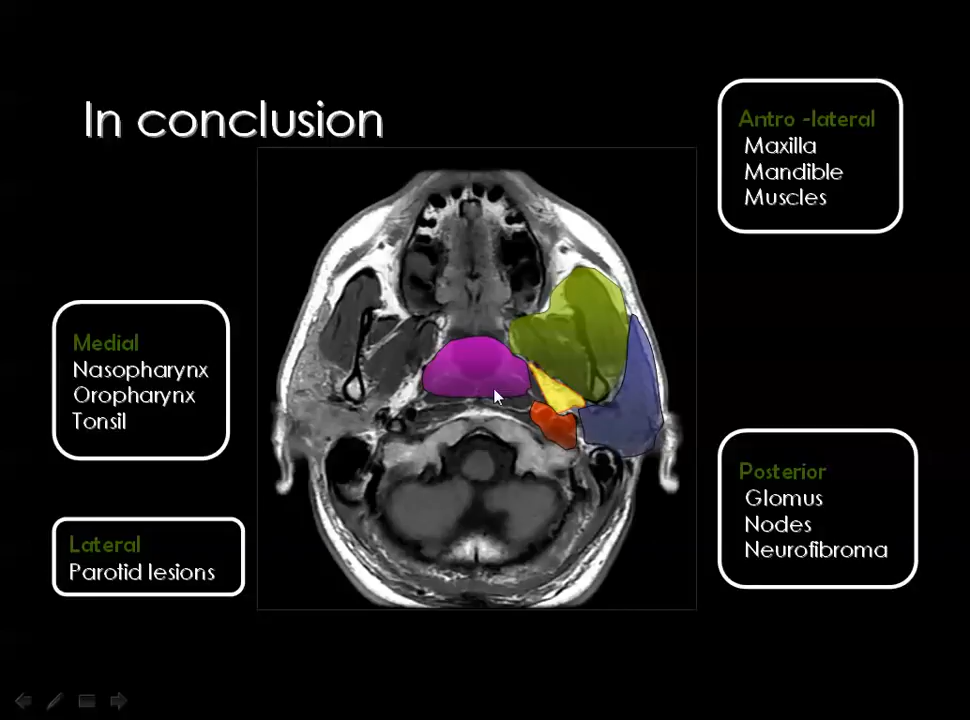 In conclusion
Antro -lateral
Maxilla
Mandible
Muscles
Medial
Nasopharynx
Oropharynx
Tonsil
Posterior
Glomus
Nodes
Neurofibroma
Lateral
Parotid lesions